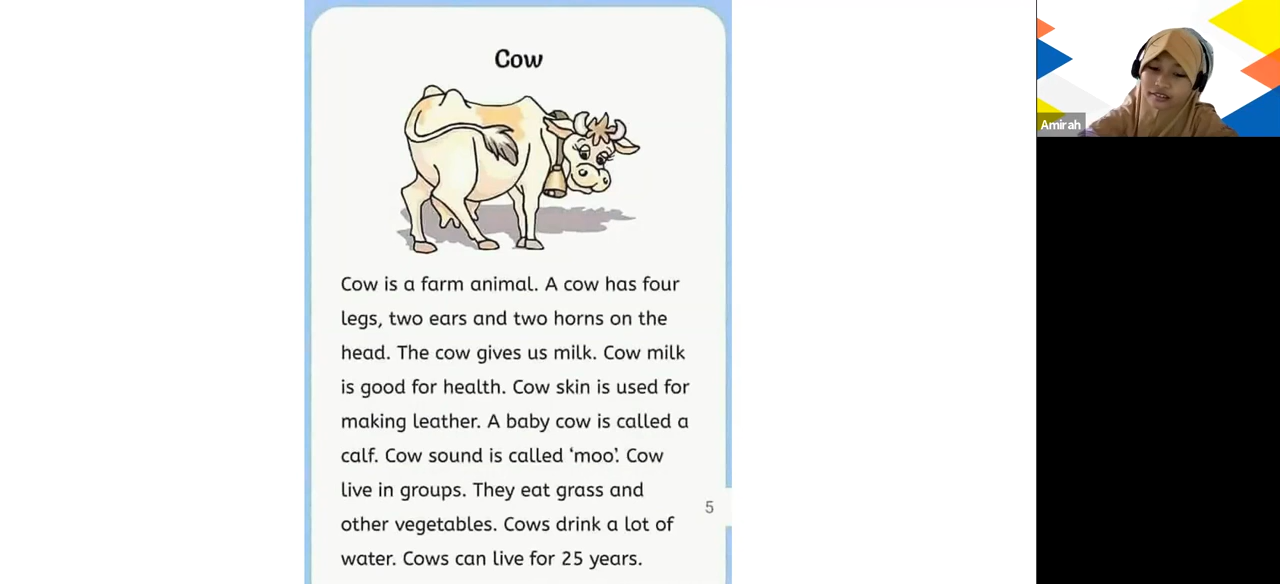 Cow
Cow is a farm animal. A cow has four
legs, two ears and two horns on the
head. The cow gives us milk. Cow milk
is good for health. Cow skin is used for
making leather. A baby cow is called a
calf. Cow sound is called ‘moo’. Cow
live in groups. They eat grass and
other vegetables. Cows drink a lot of
water. Cows can live for 25 years.
5
Amirah